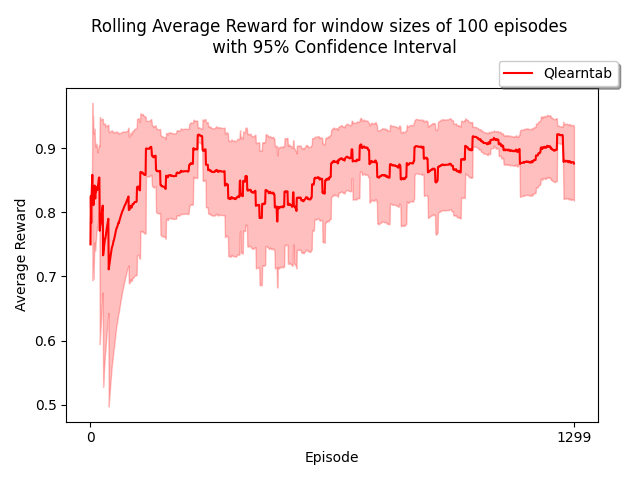 Rolling Average Reward for window sizes of 100 episodes
with 95% Confidence Interval
Qlearntab
Average Reward
0.9
0.8
0.7
0.6
0.5
0
1299
Episode